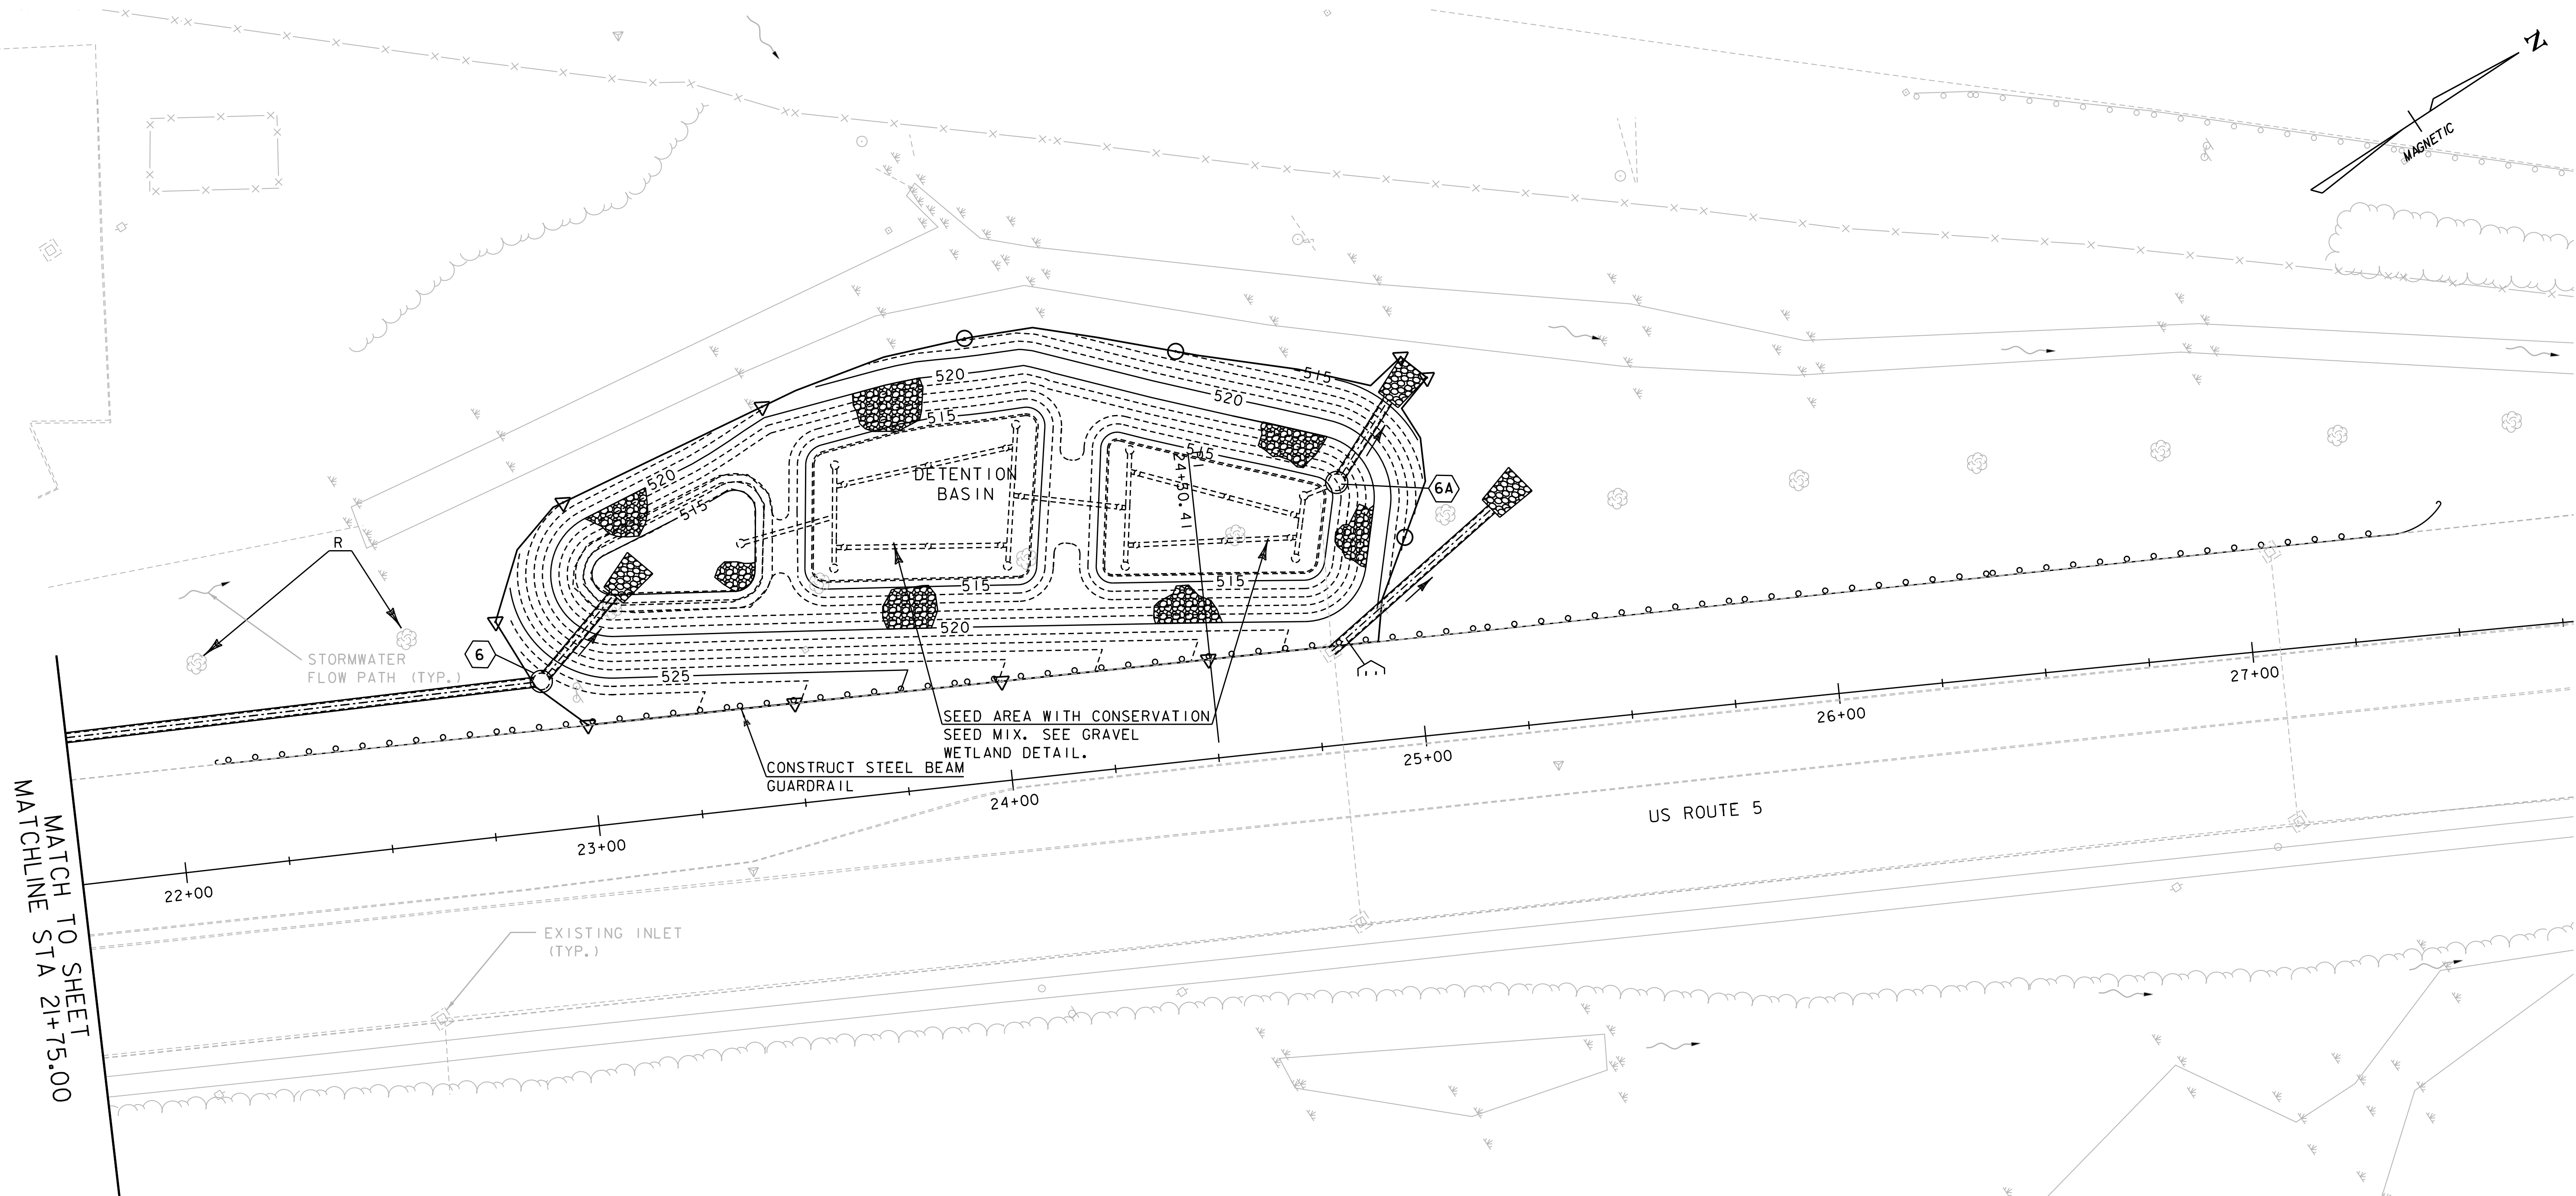 N
MAGNETIC
515
520
520
515
520
515
515
DETENTION
BASIN
24+50.41
6A
515
515
515
520
R
6
STORMWATER
FLOW PATH (TYP.)
525
SEED AREA WITH CONSERVATION
SEED MIX. SEE GRAVEL
WETLAND DETAIL.
CONSTRUCT STEEL BEAM
GUARDRAIL
22+00
23+00
24+00
25+00
26+00
27+00
US ROUTE 5
EXISTING INLET
(TYP.)
MATCH TO SHEET
MATCHLINE STA 21+75.00